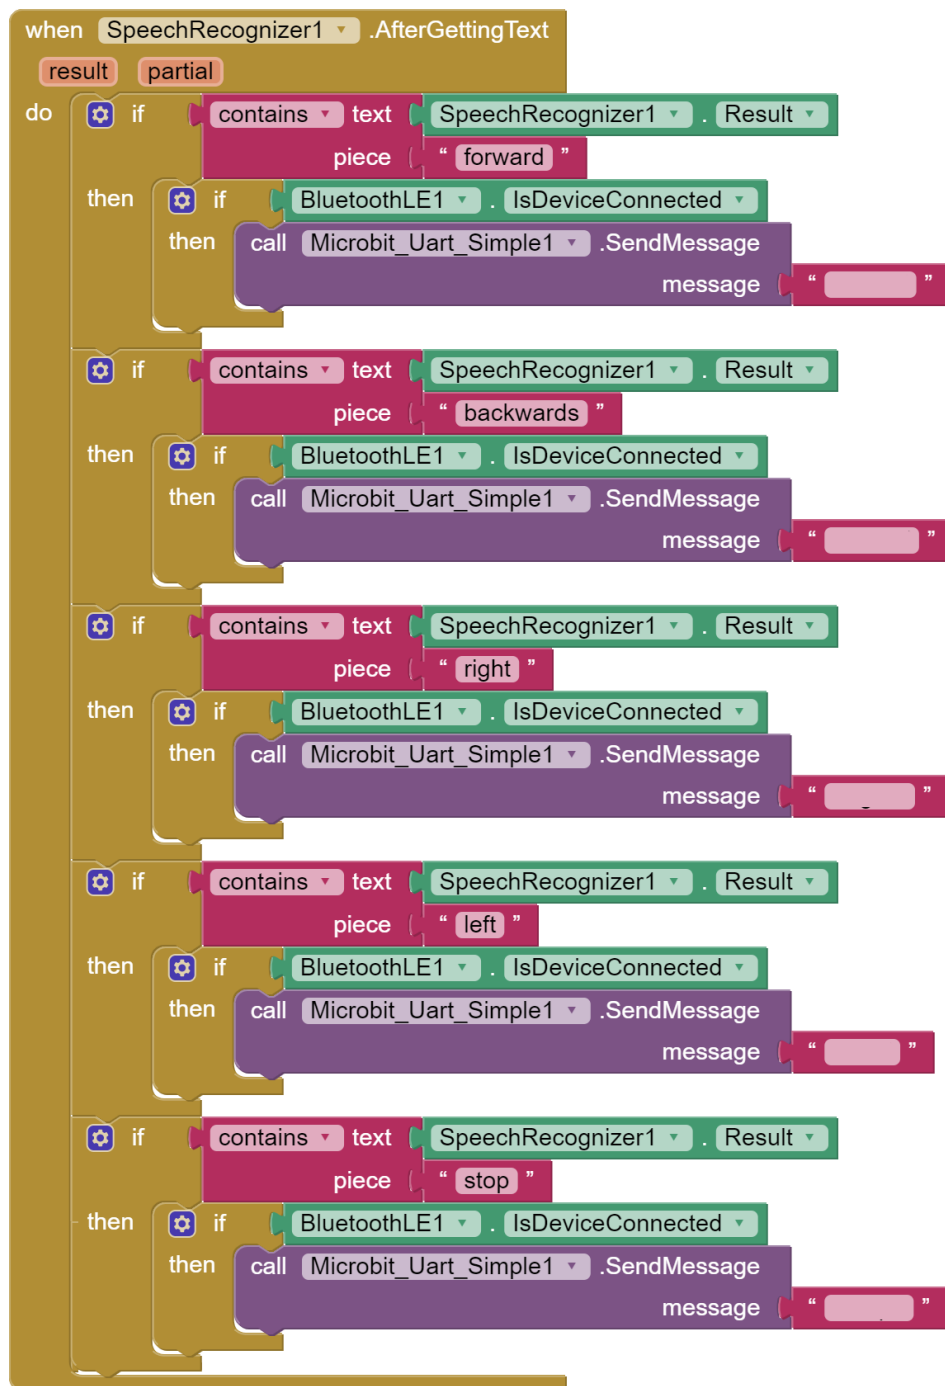 when SpeechRecognizer1 .AfterGettingText
result partial
do if contains text SpeechRecognizer1 . Result
piece “ forward ”
then if BluetoothLE1 . IsDeviceConnected
then call Microbit_Uart_Simple1 .SendMessage
message “ ”
if contains text SpeechRecognizer1 . Result
piece “ backwards ”
then if BluetoothLE1 . IsDeviceConnected
then call Microbit_Uart_Simple1 .SendMessage
message “ ”
if contains text SpeechRecognizer1 . Result
piece “ right ”
then if BluetoothLE1 . IsDeviceConnected
then call Microbit_Uart_Simple1 .SendMessage
message “ ”
if contains text SpeechRecognizer1 . Result
piece “ left ”
then if BluetoothLE1 . IsDeviceConnected
then call Microbit_Uart_Simple1 .SendMessage
message “ ”
if contains text SpeechRecognizer1 . Result
piece “ stop ”
then if BluetoothLE1 . IsDeviceConnected
then call Microbit_Uart_Simple1 .SendMessage
message “ ”